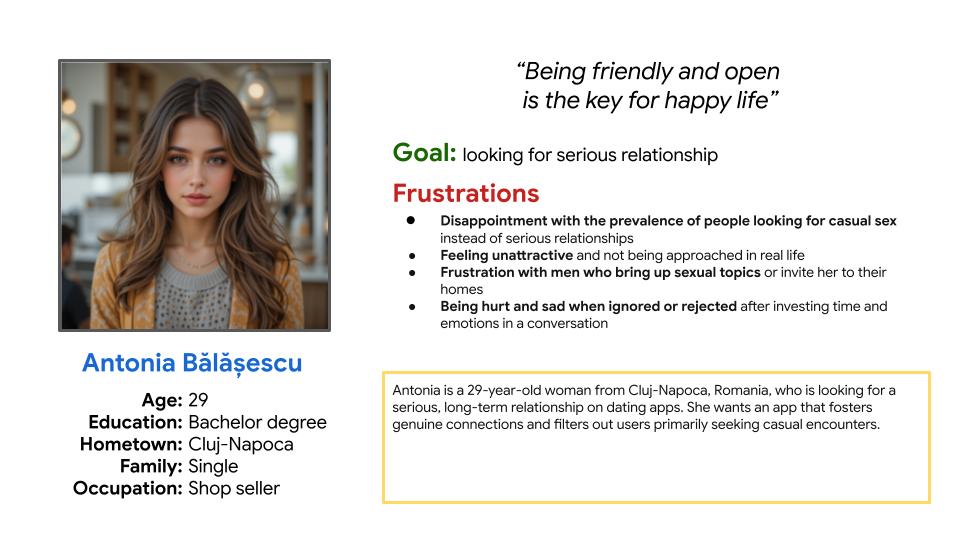 “Being friendly and open
is the key for happy life”
Goal: looking for serious relationship
Frustrations
● Disappointment with the prevalence of people looking for casual sex
instead of serious relationships
● Feeling unattractive and not being approached in real life
● Frustration with men who bring up sexual topics or invite her to their
homes
● Being hurt and sad when ignored or rejected after investing time and
emotions in a conversation
Antonia Bălășescu
Age: 29
Education: Bachelor degree
Hometown: Cluj-Napoca
Family: Single
Occupation: Shop seller
Antonia is a 29-year-old woman from Cluj-Napoca, Romania, who is looking for a
serious, long-term relationship on dating apps. She wants an app that fosters
genuine connections and filters out users primarily seeking casual encounters.